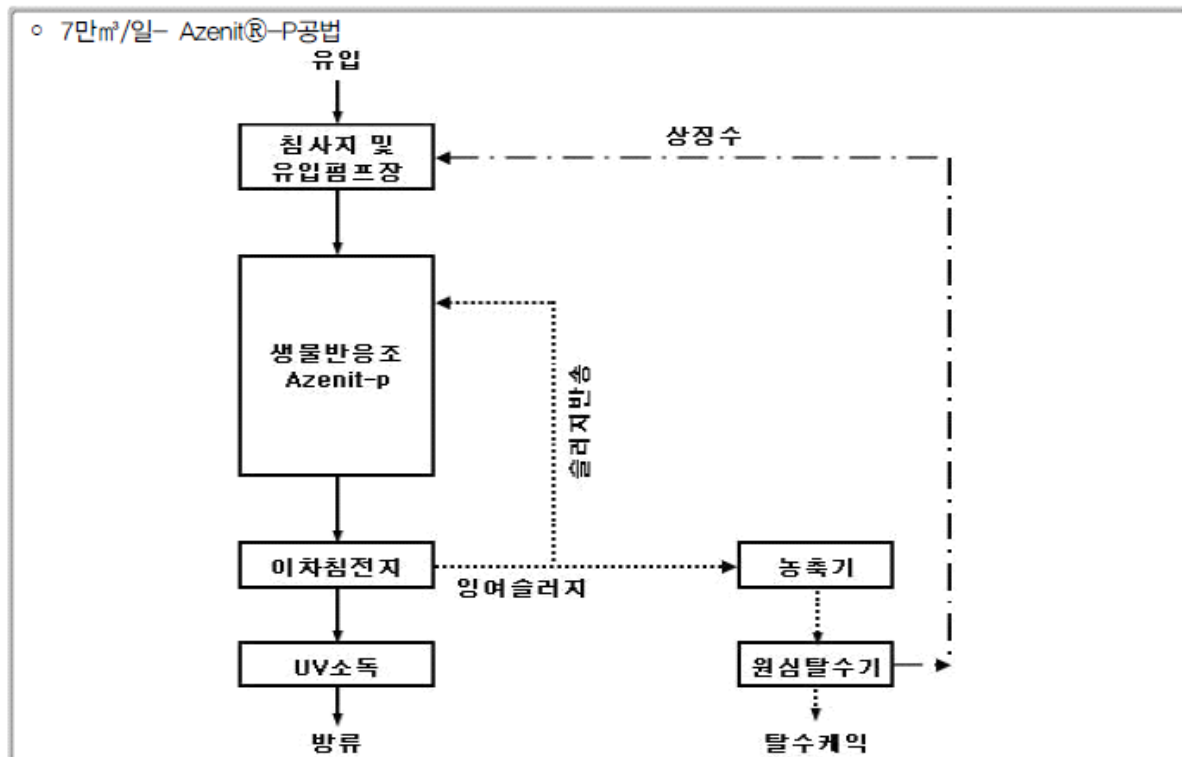 ○ 7만㎥/일- Azenit®-P공법
유입
침사지 및
유입펌프장
상징수
생물반응조
Azenit-p
슬러지반송
이차침전지
잉여슬러지
농축기
UV소독
원심탈수기
방류
탈수케익